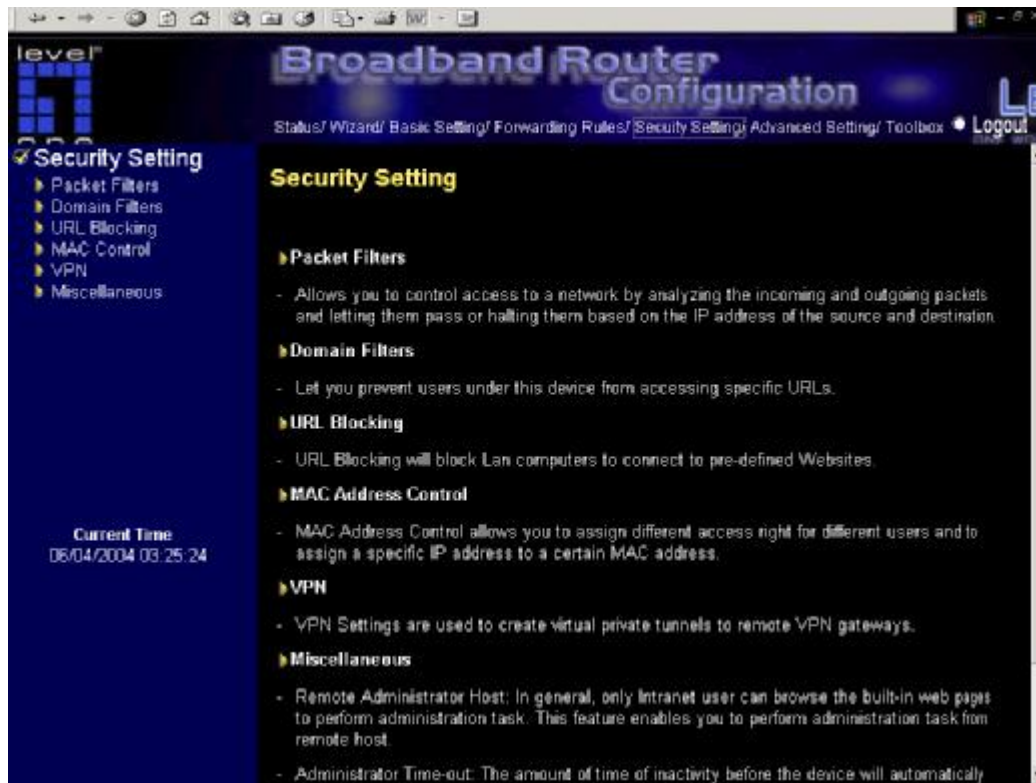 level
Broadband Router
Configuration
Status/ Wizard/ Basic Setting/ Forwarding Rules/ Security Setting/ Advanced Setting/ Toolbox Logout
Security Setting
Packet Filters
Domain Filters
URL Blocking
MAC Control
VPN
Miscellaneous
Current Time
06/04/2004 03:25:24
Security Setting
Packet Filters
- Allows you to control access to a network by analyzing the incoming and outgoing packets
and letting them pass or halting them based on the IP address of the source and destination
Domain Filters
- Let you prevent users under this device from accessing specific URLs.
URL Blocking
- URL Blocking will block Lan computers to connect to pre-defined Websites.
MAC Address Control
- MAC Address Control allows you to assign different access right for different users and to
assign a specific IP address to a certain MAC address.
VPN
- VPN Settings are used to create virtual private tunnels to remote VPN gateways.
Miscellaneous
- Remote Administrator Host: In general, only Intranet user can browse the built-in web pages
to perform administration task. This feature enables you to perform administration task from
remote host.
- Administrator Time-out: The amount of time of inactivity before the device will automatically